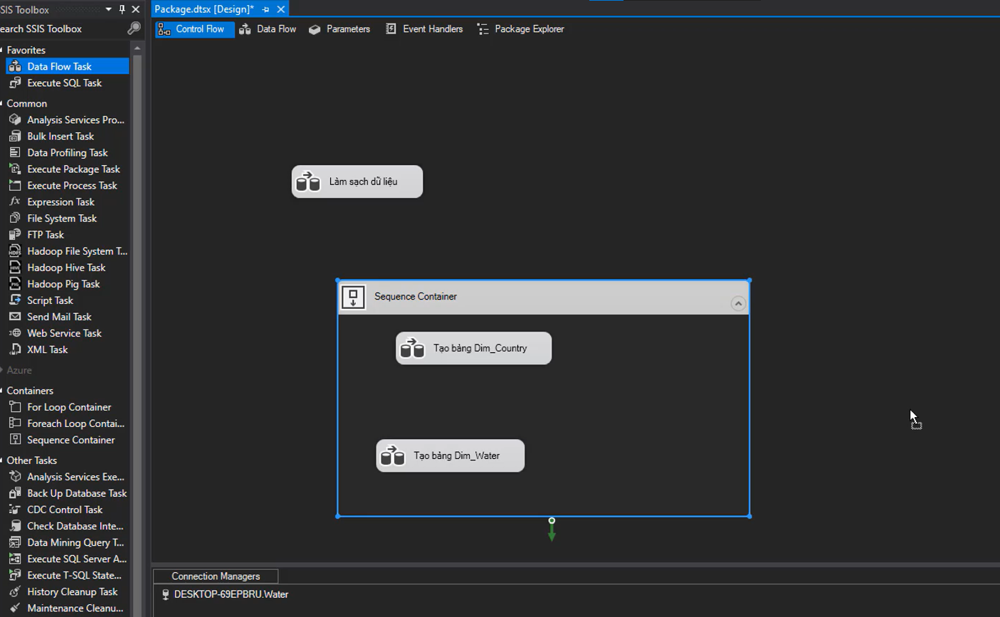 SSIS Toolbox
Package.dtsx [Design]*
earch SSIS Toolbox
Control Flow
Data Flow
Parameters
Event Handlers
Package Explorer
Favorites
Data Flow Task
Execute SQL Task
Common
Analysis Services Pro...
Bulk Insert Task
Data Profiling Task
Execute Package Task
Execute Process Task
Expression Task
File System Task
FTP Task
Hadoop File System T...
Hadoop Hive Task
Hadoop Pig Task
Script Task
Send Mail Task
Web Service Task
XML Task
Azure
Containers
For Loop Container
Foreach Loop Contai...
Sequence Container
Other Tasks
Analysis Services Exe...
Back Up Database Task
CDC Control Task
Check Database Inte...
Data Mining Query T...
Execute SQL Server A...
Execute T-SQL State...
History Cleanup Task
Maintenance Cleanu...
Làm sạch dữ liệu
Sequence Container
Tạo bảng Dim_Country
Tạo bảng Dim_Water
Connection Managers
DESKTOP-69EPBRU.Water